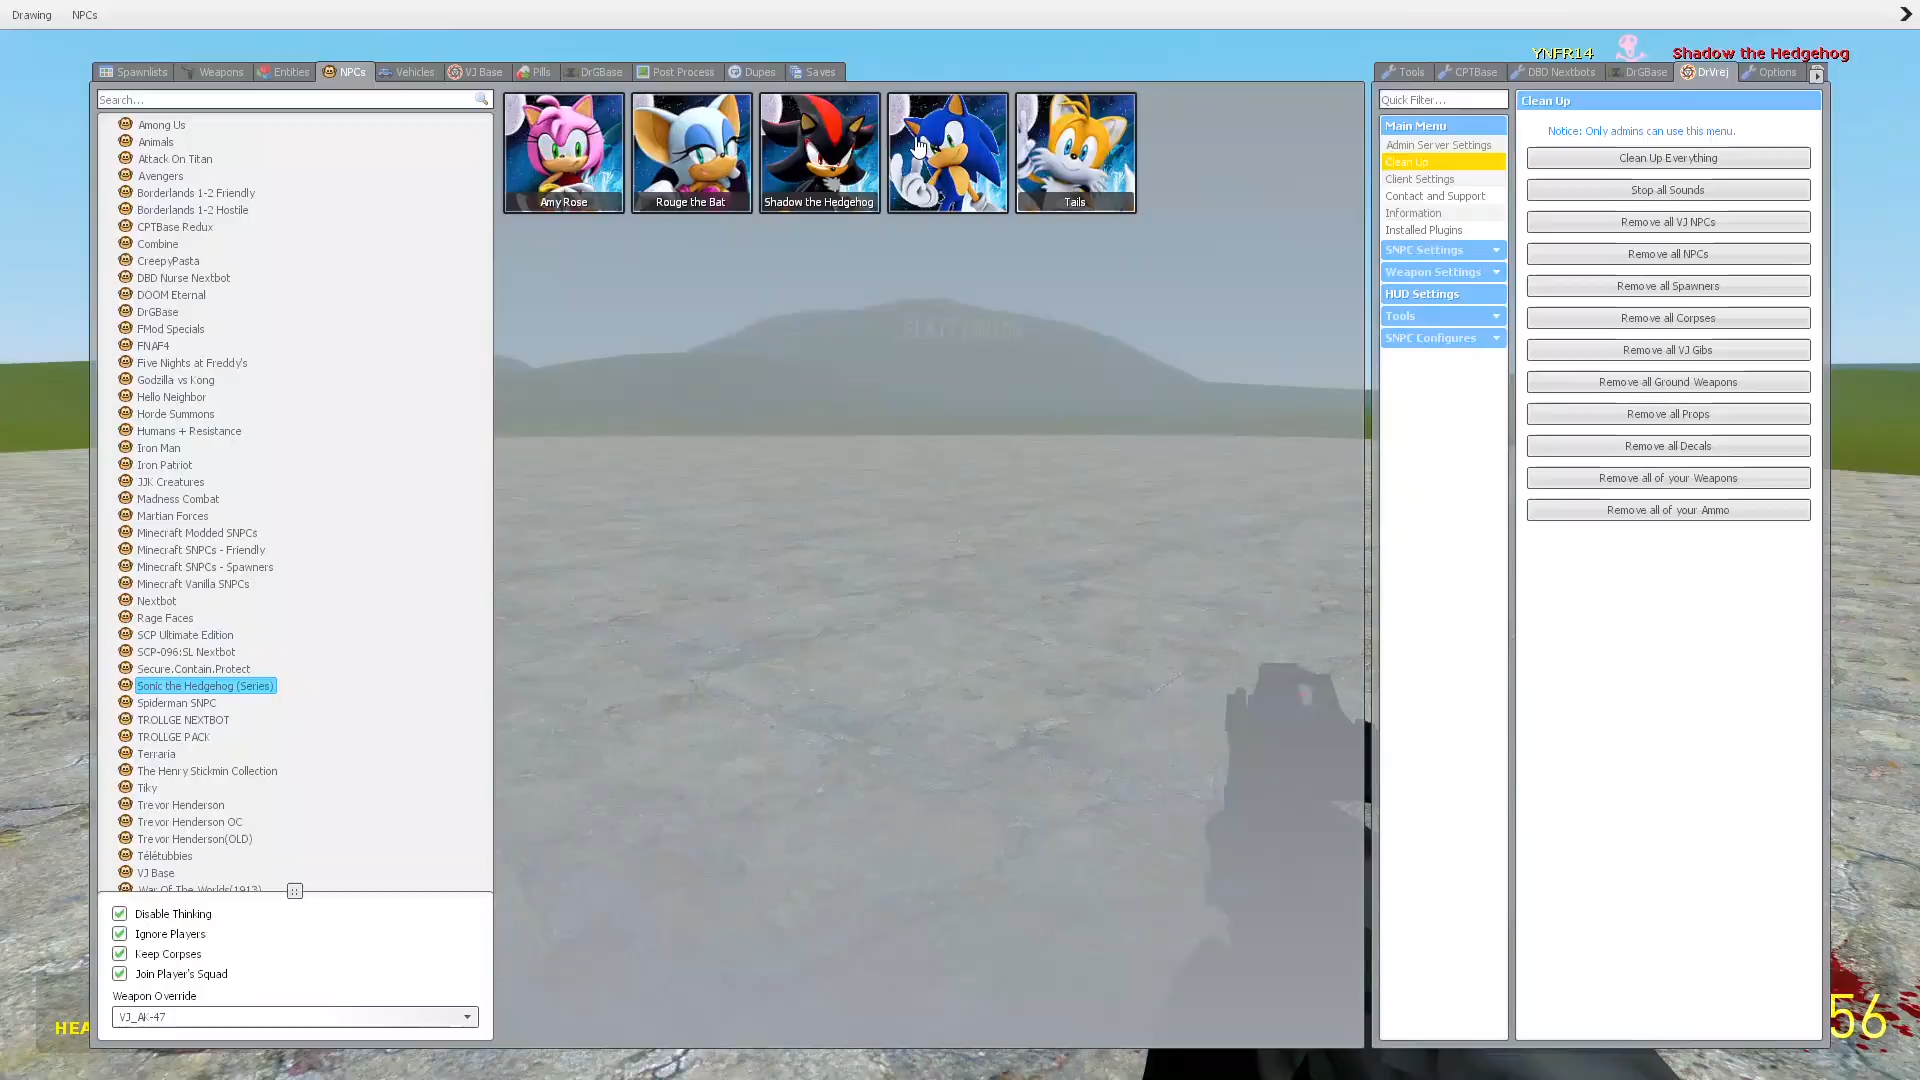 Drawing NPCs
YNFR14 Shadow the Hedgehog
Spawnlists Weapons Entities NPCs Vehicles VJ Base Pills DrGBase Post Process Dupes Saves
Tools CPTBase DBD Nextbots DrGBase DrVrej Options
Search...
Among Us
Animals
Attack On Titan
Avengers
Borderlands 1-2 Friendly
Borderlands 1-2 Hostile
CPTBase Redux
Combine
CreepyPasta
DBD Nurse Nextbot
DOOM Eternal
DrGBase
FMod Specials
FNAF4
Five Nights at Freddy's
Godzilla vs Kong
Hello Neighbor
Horde Summons
Humans + Resistance
Iron Man
Iron Patriot
JJK Creatures
Madness Combat
Martian Forces
Minecraft Modded SNPCs
Minecraft SNPCs - Friendly
Minecraft SNPCs - Spawners
Minecraft Vanilla SNPCs
Nextbot
Rage Faces
SCP Ultimate Edition
SCP-096:SL Nextbot
Secure.Contain.Protect
Sonic the Hedgehog (Series)
Spiderman SNPC
TROLLGE NEXTBOT
TROLLGE PACK
Terraria
The Henry Stickmin Collection
Tiky
Trevor Henderson
Trevor Henderson OC
Trevor Henderson(OLD)
Télétubbies
VJ Base
War Of The Worlds(1913)
Disable Thinking
Ignore Players
Keep Corpses
Join Player's Squad
Weapon Override
VJ_AK-47
HEA
Amy Rose
Rouge the Bat
Shadow the Hedgehog
Tails
Quick Filter...
Main Menu
Admin Server Settings
Clean Up
Client Settings
Contact and Support
Information
Installed Plugins
SNPC Settings
Weapon Settings
HUD Settings
Tools
SNPC Configures
Clean Up
Notice: Only admins can use this menu.
Clean Up Everything
Stop all Sounds
Remove all VJ NPCs
Remove all NPCs
Remove all Spawners
Remove all Corpses
Remove all VJ Gibs
Remove all Ground Weapons
Remove all Props
Remove all Decals
Remove all of your Weapons
Remove all of your Ammo
56